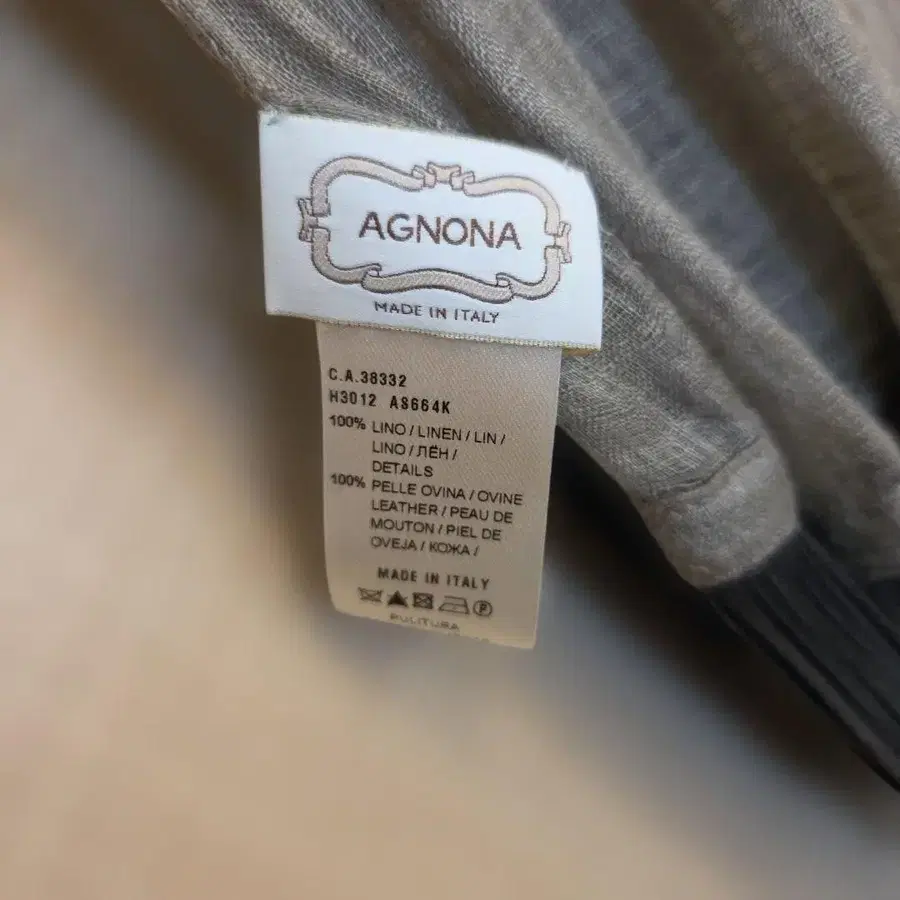 AGNONA
MADE IN ITALY
C.A.38332
H3012 A8664K
100% LINO / LINEN / LIN /
LINO / ЛЁН /
DETAILS
100% PELLE OVINA / OVINE
LEATHER / PEAU DE
MOUTON / PIEL DE
OVEJA / КОЖА /
MADE IN ITALY
PULITURA